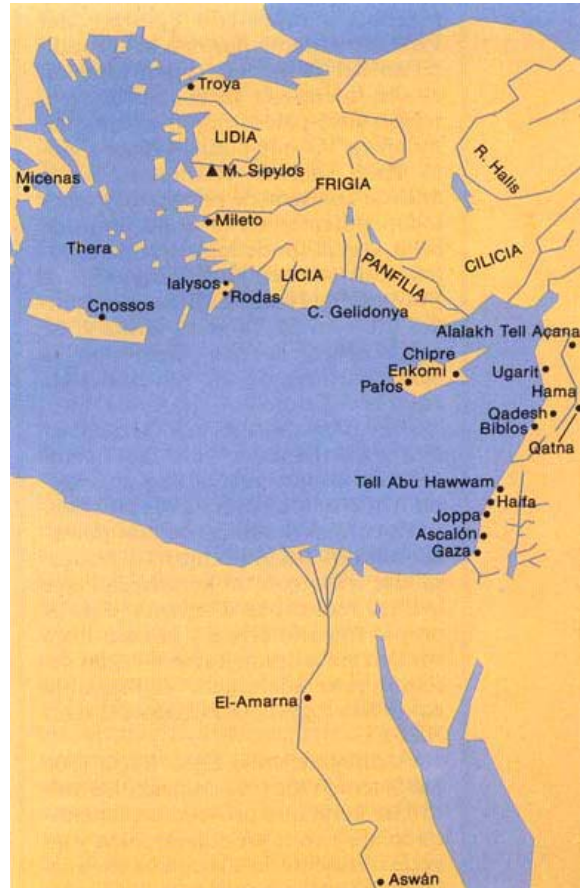 Troya
LIDIA
M. Sipylos
R. Halis
Micenas
FRIGIA
Mileto
Thera
CILICIA
LICIA
PANFILIA
Ialysos
Rodas
Cnossos
C. Gelidonya
Alalakh Tell Açana
Chipre
Enkomi
Ugarit
Pafos
Hama
Qadesh
Biblos
Qatna
Tell Abu Hawwam
Haifa
Joppa
Ascalón
Gaza
El-Amarna
Aswán